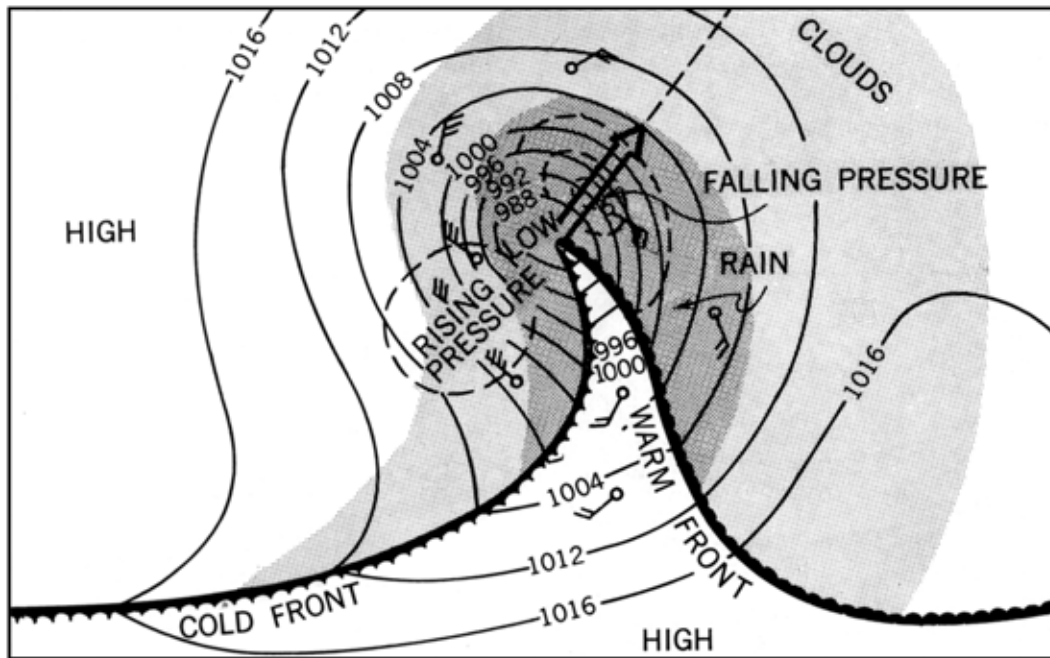 1016
1012
1008
1004
1000
996
992
988
CLOUDS
HIGH
LOW
FALLING PRESSURE
RAIN
RISING
PRESSURE
996
1000
1016
WARM
FRONT
1004
1012
1016
COLD FRONT
HIGH